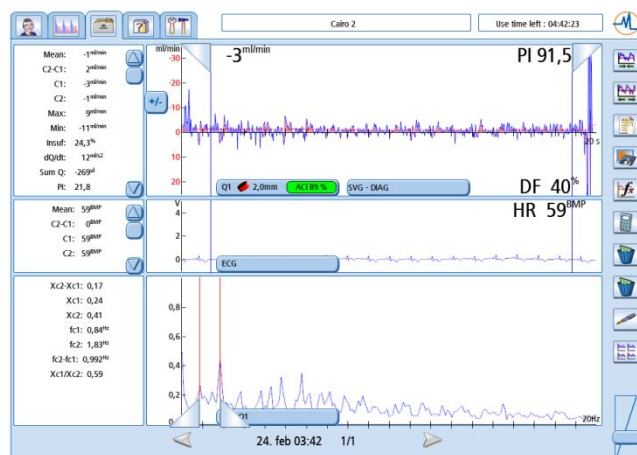 Cairo 2
Use time left : 04:42:23
Mean: -1ml/min
C2-C1: 2ml/min
C1: -3ml/min
C2: -1ml/min
Max: 9ml/min
Min: -11ml/min
Insuf: 24,3%
dQ/dt: 12ml/s2
Sum Q: -269ul
PI: 21,8
ml/min
-30
-20
-10
0
10
20
+/-
-3ml/min
PI 91,5
20 s
Q1 2,0mm ACI 89 %
SVG - DIAG
DF 40%
Mean: 59BMP
C2-C1: 0BMP
C1: 59BMP
C2: 59BMP
V
4
2
0
HR 59BMP
ECG
Xc2-Xc1: 0,17
Xc1: 0,24
Xc2: 0,41
fc1: 0,84Hz
fc2: 1,83Hz
fc2-fc1: 0,992Hz
Xc1/Xc2: 0,59
0,8
0,6
0,4
0,2
0
20Hz
24. feb 03:42 1/1